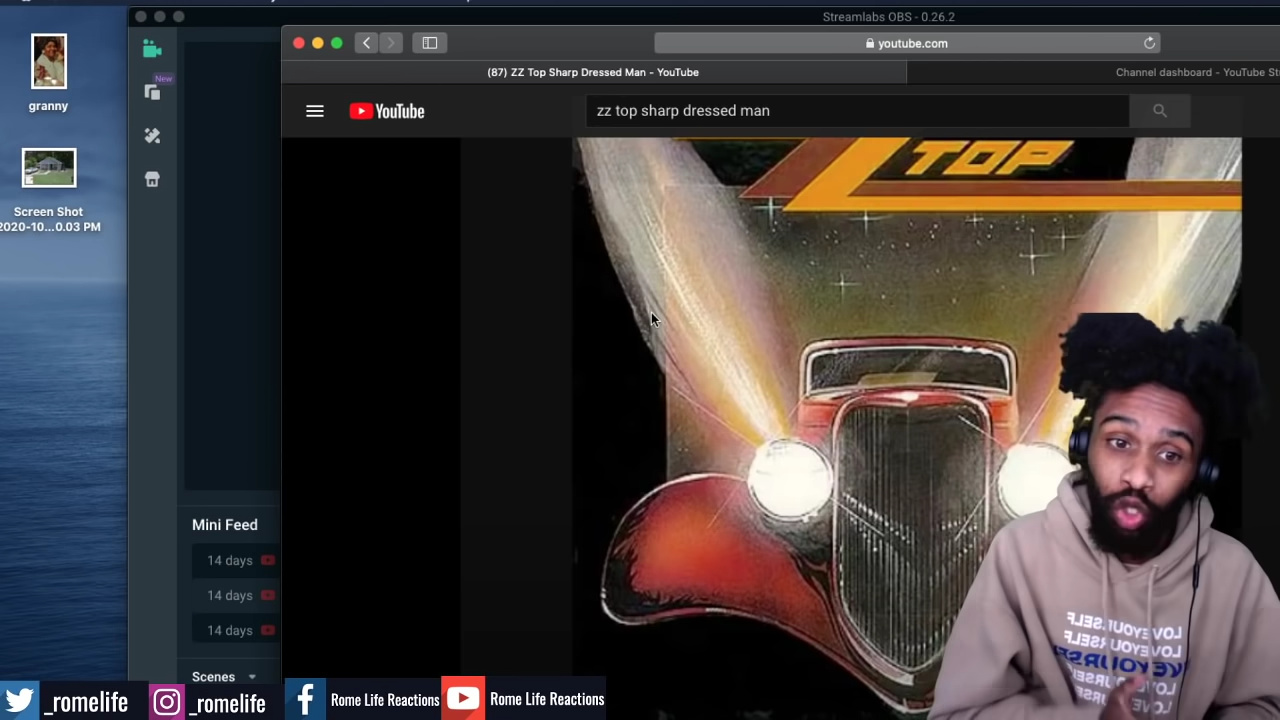 Streamlabs OBS - 0.26.2
youtube.com
(87) ZZ Top Sharp Dressed Man - YouTube
Channel dashboard - YouTube St
YouTube
zz top sharp dressed man
New
granny
Screen Shot
2020-10...0.03 PM
TOP
LOVEYOURSELF
LOVEYOURSELF
Mini Feed
14 days
14 days
14 days
Scenes
_romelife
_romelife
Rome Life Reactions
Rome Life Reactions